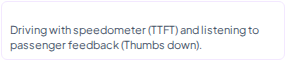 Driving with speedometer (TTFT) and listening to
passenger feedback (Thumbs down).